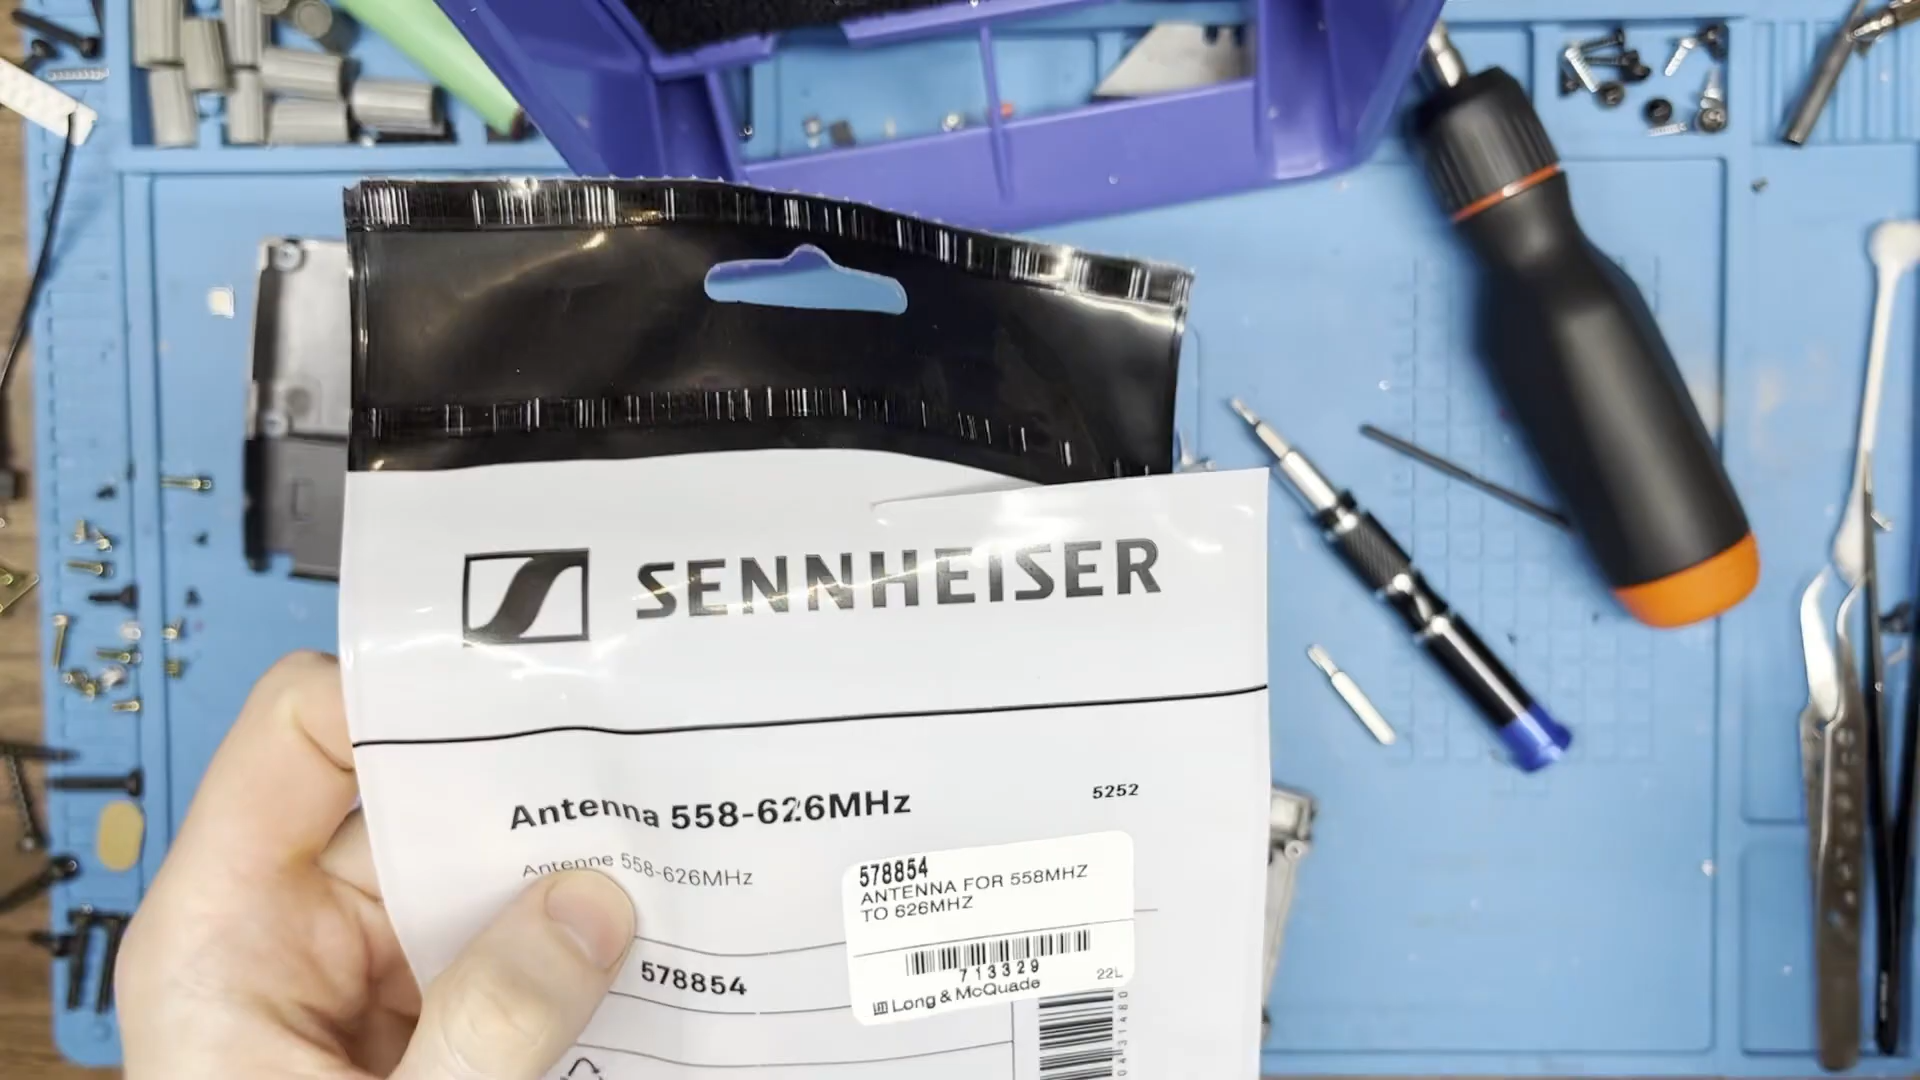 SENNHEISER
Antenna 558-626MHz
5252
Antenne 558-626MHz
578854
ANTENNA FOR 558MHZ
TO 626MHZ
713329
22L
Long & McQuade
578854